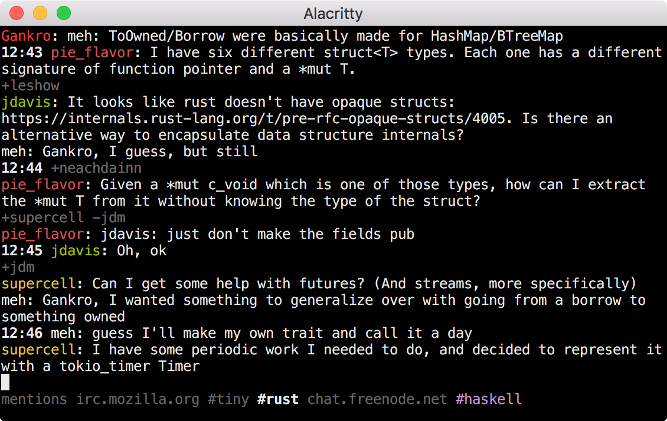 Alacritty
Gankro: meh: ToOwned/Borrow were basically made for HashMap/BTreeMap
12:43 pie_flavor: I have six different struct<T> types. Each one has a different
signature of function pointer and a *mut T.
+leshow
jdavis: It looks like rust doesn't have opaque structs:
https://internals.rust-lang.org/t/pre-rfc-opaque-structs/4005. Is there an
alternative way to encapsulate data structure internals?
meh: Gankro, I guess, but still
12:44 +neachdainn
pie_flavor: Given a *mut c_void which is one of those types, how can I extract
the *mut T from it without knowing the type of the struct?
+supercell -jdm
pie_flavor: jdavis: just don't make the fields pub
12:45 jdavis: Oh, ok
+jdm
supercell: Can I get some help with futures? (And streams, more specifically)
meh: Gankro, I wanted something to generalize over with going from a borrow to
something owned
12:46 meh: guess I'll make my own trait and call it a day
supercell: I have some periodic work I needed to do, and decided to represent it
with a tokio_timer Timer
mentions irc.mozilla.org #tiny #rust chat.freenode.net #haskell